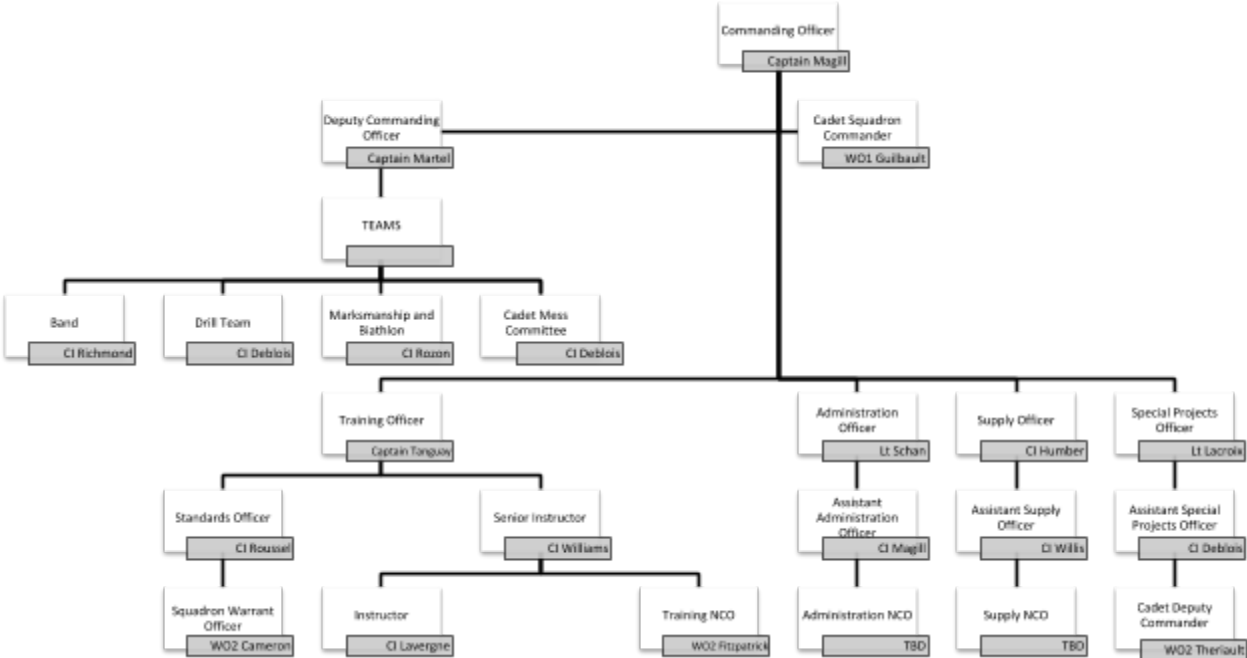 Commanding Officer
Captain Magill
Deputy Commanding
Officer
Captain Martel
Cadet Squadron
Commander
WO1 Guilbault
TEAMS
Band
CI Richmond
Drill Team
CI Deblois
Marksmanship and
Biathlon
CI Rozon
Cadet Mess
Committee
CI Deblois
Training Officer
Captain Tanguay
Administration
Officer
Lt Schan
Supply Officer
CI Humber
Special Projects
Officer
Lt Lacroix
Standards Officer
CI Roussel
Senior Instructor
CI Williams
Assistant
Administration
Officer
CI Magill
Assistant Supply
Officer
CI Willis
Assistant Special
Projects Officer
CI Deblois
Squadron Warrant
Officer
WO2 Cameron
Instructor
CI Lavergne
Training NCO
WO2 Fitzpatrick
Administration NCO
TBD
Supply NCO
TBD
Cadet Deputy
Commander
WO2 Theriault